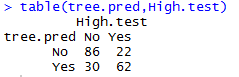 > table(tree.pred,High.test)
High.test
tree.pred No Yes
No 86 22
Yes 30 62